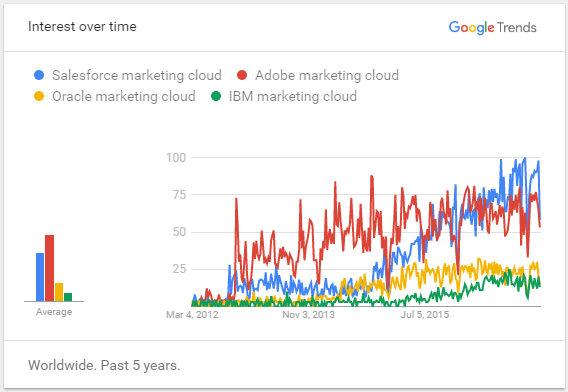 Interest over time
Google Trends
Salesforce marketing cloud Adobe marketing cloud
Oracle marketing cloud IBM marketing cloud
100
75
50
25
Average
Mar 4, 2012 Nov 3, 2013 Jul 5, 2015
Worldwide. Past 5 years.